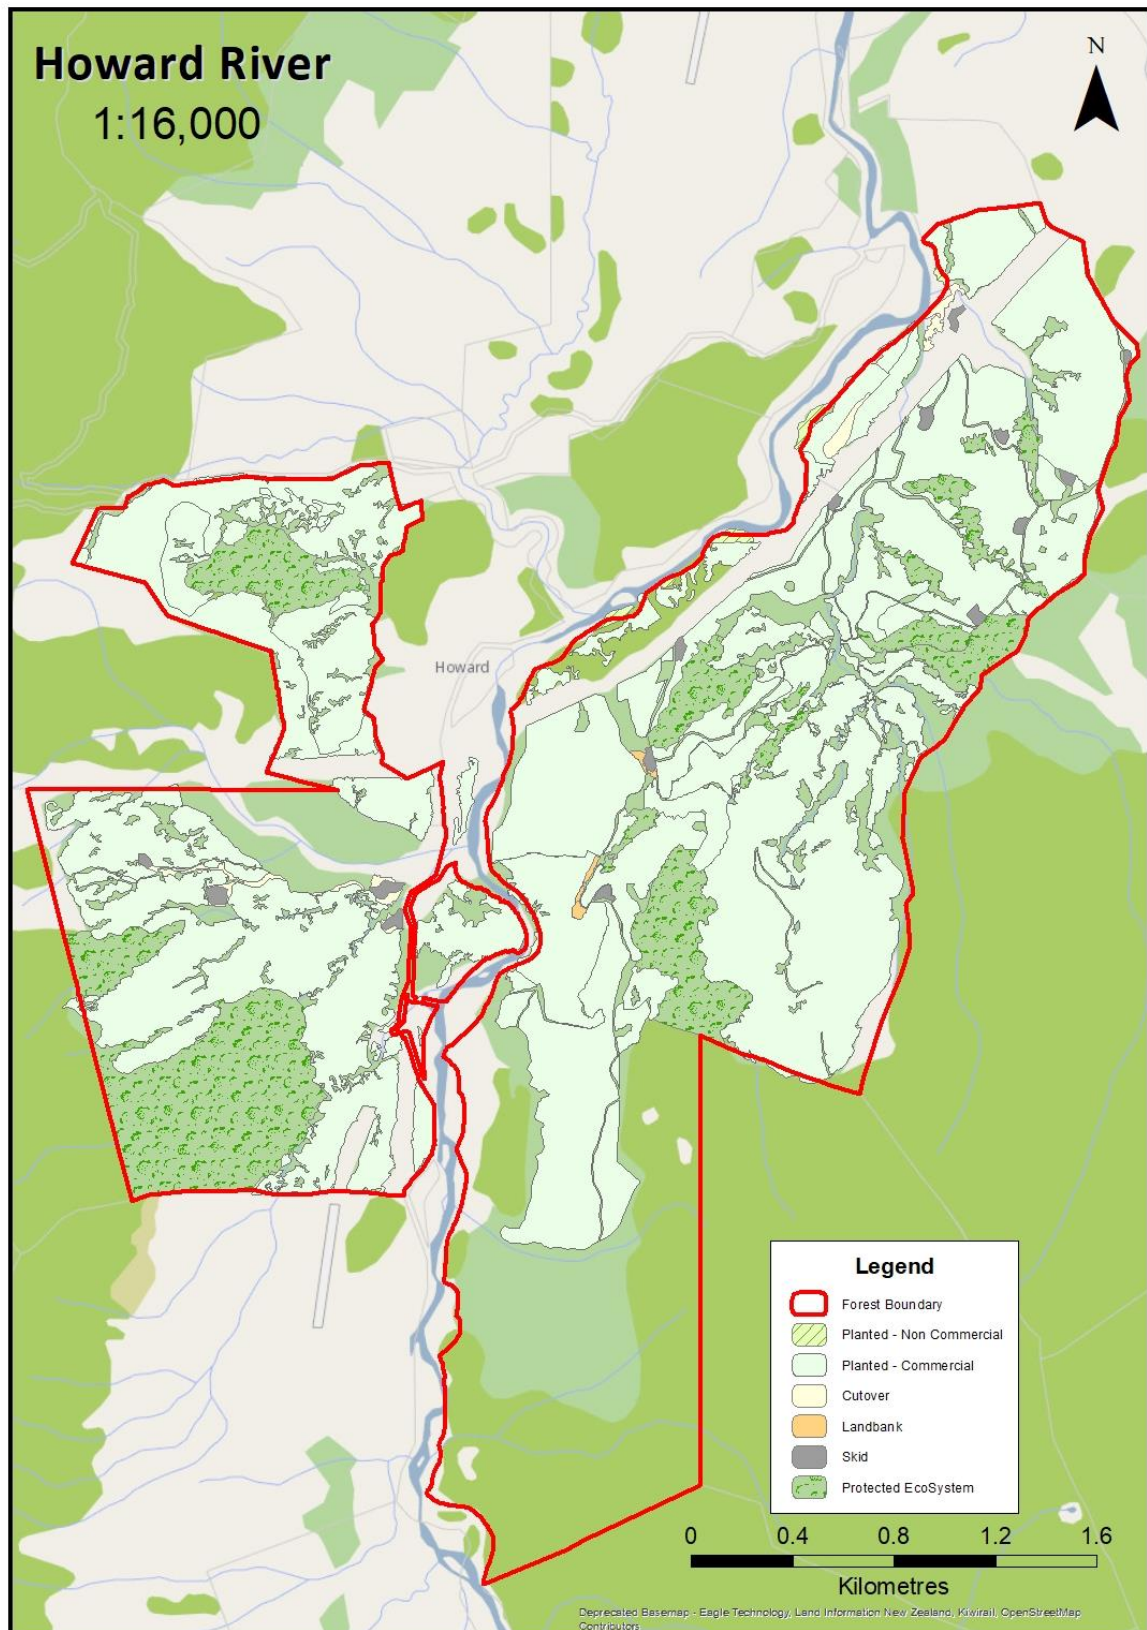 Howard River
1:16,000
N
Howard
Legend
Forest Boundary
Planted - Non Commercial
Planted - Commercial
Cutover
Landbank
Skid
Protected EcoSystem
0 0.4 0.8 1.2 1.6
Kilometres
Deprecated Basemap - Eagle Technology, Land Information New Zealand, Kiwirail, OpenStreetMap
Contributors